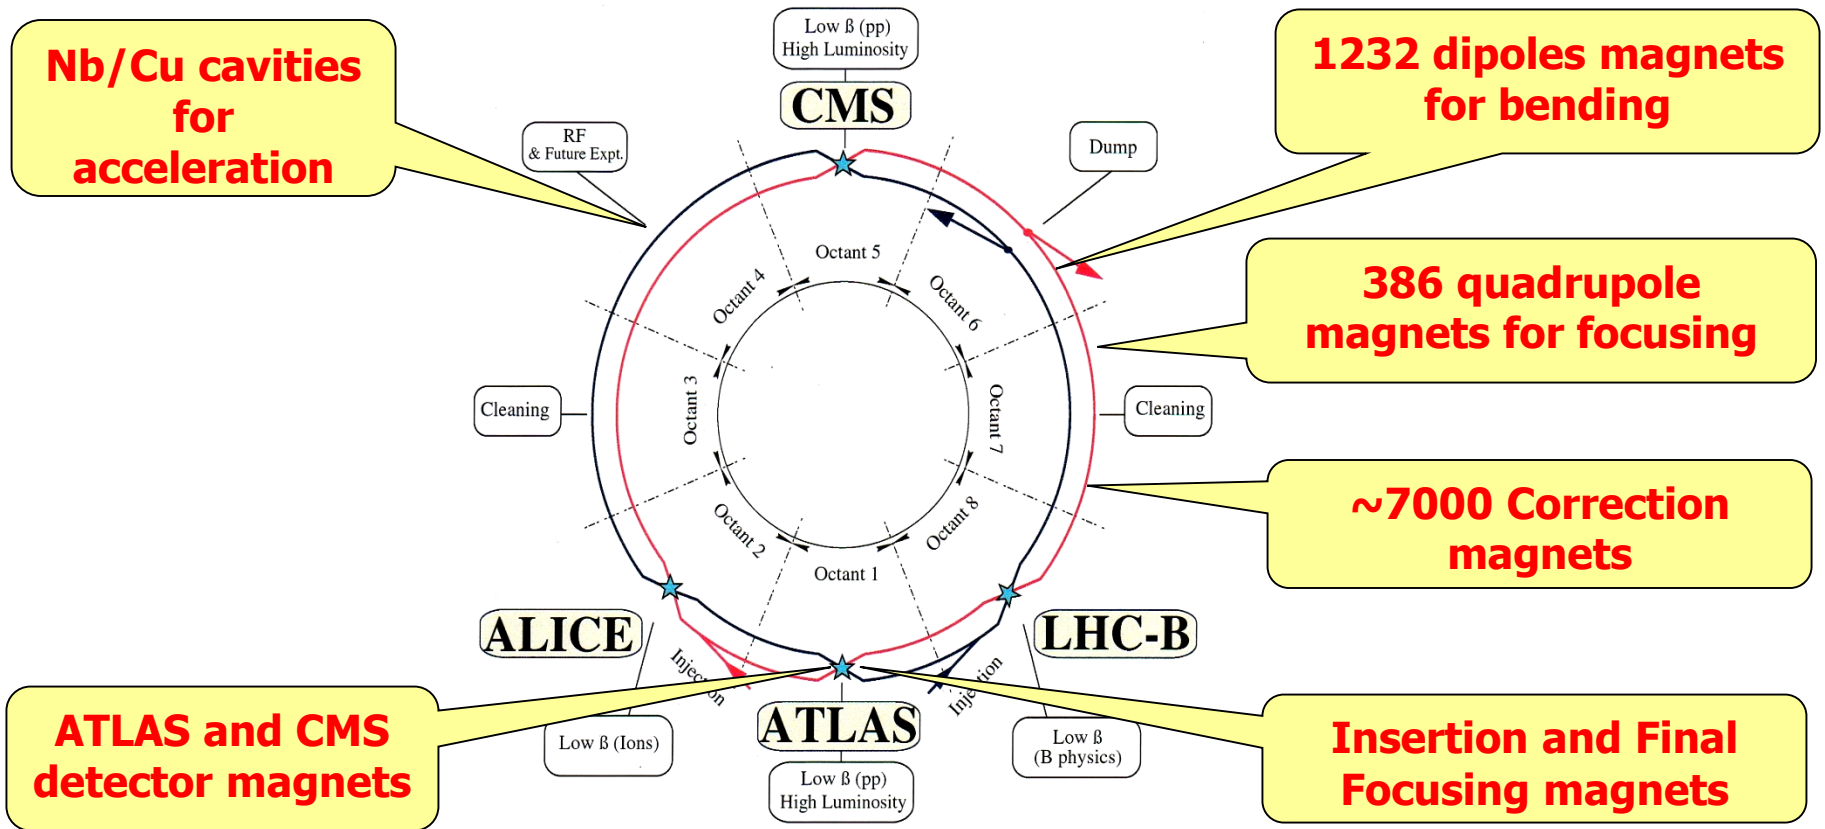 Nb/Cu cavities
for
acceleration
Low ß (pp)
High Luminosity
CMS
1232 dipoles magnets
for bending
RF
& Future Expt.
Dump
Octant 5
Octant 4
Octant 6
386 quadrupole
magnets for focusing
Cleaning
Octant 3
Octant 7
Cleaning
Octant 2
Octant 8
Octant 1
~7000 Correction
magnets
ALICE
LHC-B
Injection
Injection
ATLAS and CMS
detector magnets
Low ß (Ions)
ATLAS
Low ß (pp)
High Luminosity
Low ß
(B physics)
Insertion and Final
Focusing magnets